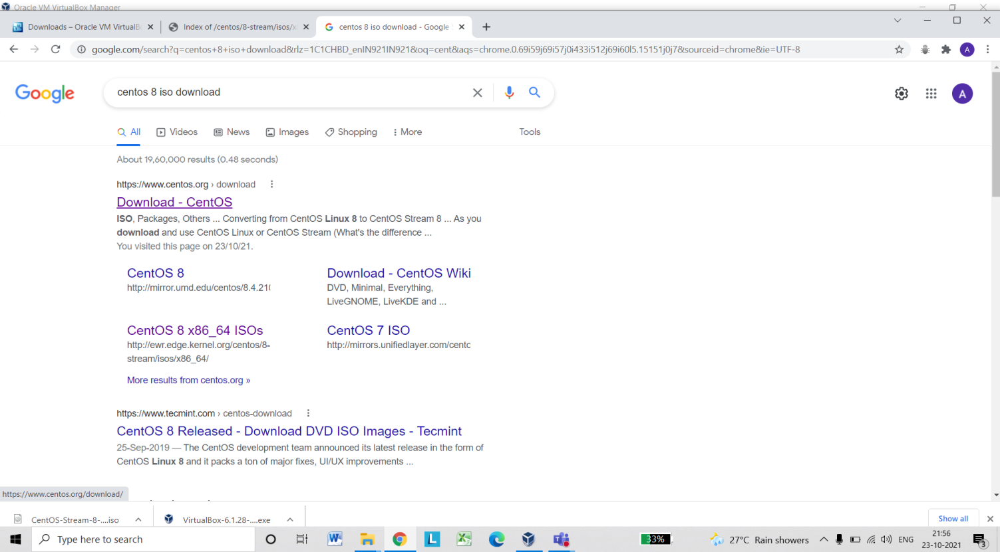 Oracle VM VirtualBox Manager
Downloads – Oracle VM VirtualB
Index of /centos/8-stream/isos/x
centos 8 iso download - Google
google.com/search?q=centos+8+iso+download&rlz=1C1CHBD_enIN921IN921&oq=cent&aqs=chrome.0.69i59j69i57j0i433i512j69i60l5.15151j0j7&sourceid=chrome&ie=UTF-8
A
Google
centos 8 iso download
A
All
Videos
News
Images
Shopping
More
Tools
About 19,60,000 results (0.48 seconds)
https://www.centos.org › download
Download - CentOS
ISO, Packages, Others ... Converting from CentOS Linux 8 to CentOS Stream 8 ... As you
download and use CentOS Linux or CentOS Stream (What's the difference ...
You visited this page on 23/10/21.
CentOS 8
http://mirror.umd.edu/centos/8.4.21
Download - CentOS Wiki
DVD, Minimal, Everything,
LiveGNOME, LiveKDE and ...
CentOS 8 x86_64 ISOs
http://ewr.edge.kernel.org/centos/8-
stream/isos/x86_64/
CentOS 7 ISO
http://mirrors.unifiedlayer.com/cento
More results from centos.org »
https://www.tecmint.com › centos-download
CentOS 8 Released - Download DVD ISO Images - Tecmint
25-Sep-2019 — The CentOS development team announced its latest release in the form of
CentOS Linux 8 and it packs a ton of major fixes, UI/UX improvements ...
https://www.centos.org/download/
CentOS-Stream-8-....iso
VirtualBox-6.1.28-....exe
Show all
Type here to search
33%
27°C Rain showers
ENG
21:56
23-10-2021
3